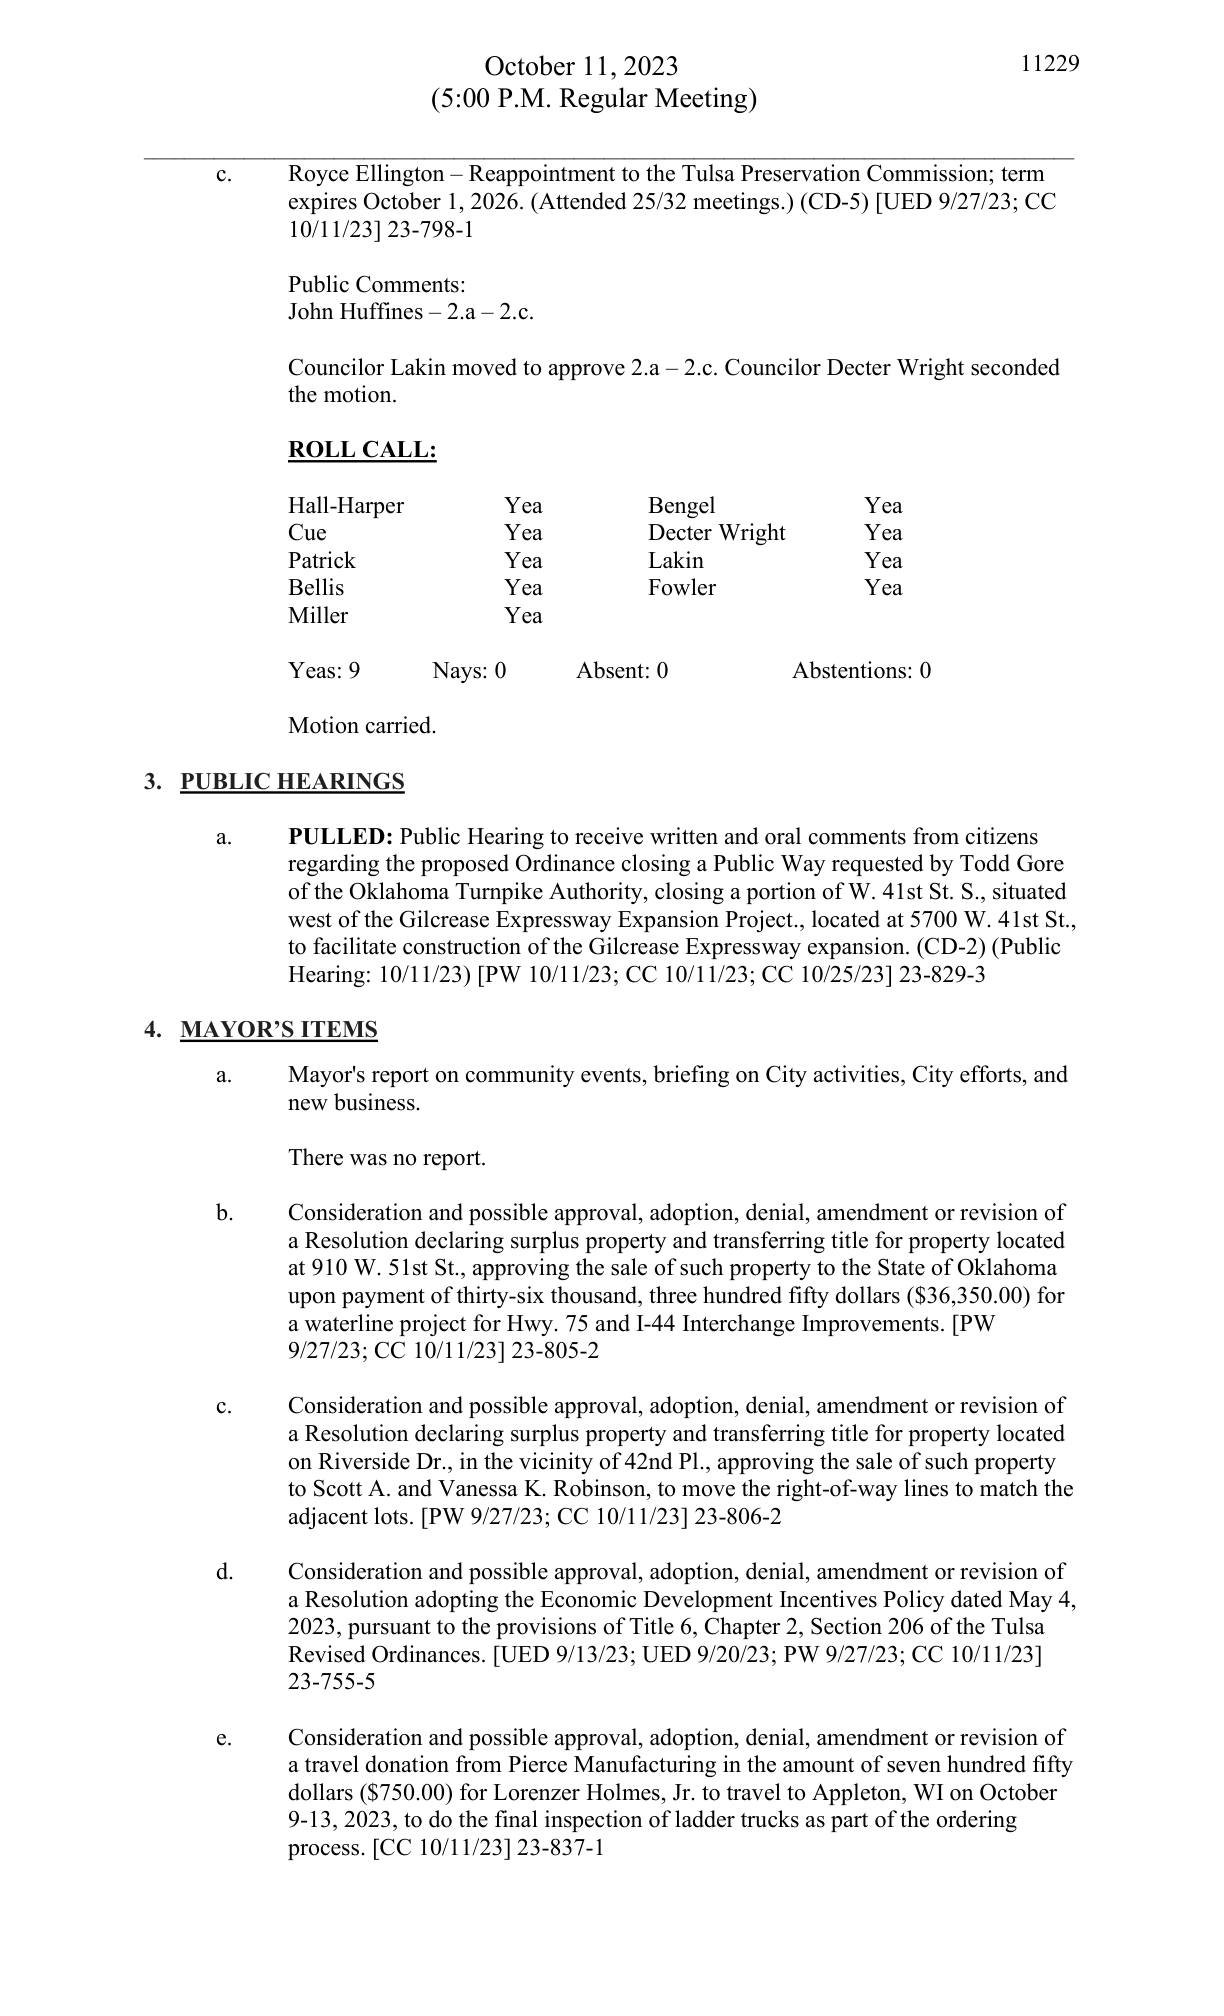 October 11, 2023
11229
(5:00 P.M. Regular Meeting)
c. Royce Ellington – Reappointment to the Tulsa Preservation Commission; term
expires October 1, 2026. (Attended 25/32 meetings.) (CD-5) [UED 9/27/23; CC
10/11/23] 23-798-1
Public Comments:
John Huffines – 2.a – 2.c.
Councilor Lakin moved to approve 2.a – 2.c. Councilor Decter Wright seconded
the motion.
ROLL CALL:
Hall-Harper Yea Bengel Yea
Cue Yea Decter Wright Yea
Patrick Yea Lakin Yea
Bellis Yea Fowler Yea
Miller Yea
Yeas: 9 Nays: 0 Absent: 0 Abstentions: 0
Motion carried.
3. PUBLIC HEARINGS
a. PULLED: Public Hearing to receive written and oral comments from citizens
regarding the proposed Ordinance closing a Public Way requested by Todd Gore
of the Oklahoma Turnpike Authority, closing a portion of W. 41st St. S., situated
west of the Gilcrease Expressway Expansion Project., located at 5700 W. 41st St.,
to facilitate construction of the Gilcrease Expressway expansion. (CD-2) (Public
Hearing: 10/11/23) [PW 10/11/23; CC 10/11/23; CC 10/25/23] 23-829-3
4. MAYOR’S ITEMS
a. Mayor's report on community events, briefing on City activities, City efforts, and
new business.
There was no report.
b. Consideration and possible approval, adoption, denial, amendment or revision of
a Resolution declaring surplus property and transferring title for property located
at 910 W. 51st St., approving the sale of such property to the State of Oklahoma
upon payment of thirty-six thousand, three hundred fifty dollars ($36,350.00) for
a waterline project for Hwy. 75 and I-44 Interchange Improvements. [PW
9/27/23; CC 10/11/23] 23-805-2
c. Consideration and possible approval, adoption, denial, amendment or revision of
a Resolution declaring surplus property and transferring title for property located
on Riverside Dr., in the vicinity of 42nd Pl., approving the sale of such property
to Scott A. and Vanessa K. Robinson, to move the right-of-way lines to match the
adjacent lots. [PW 9/27/23; CC 10/11/23] 23-806-2
d. Consideration and possible approval, adoption, denial, amendment or revision of
a Resolution adopting the Economic Development Incentives Policy dated May 4,
2023, pursuant to the provisions of Title 6, Chapter 2, Section 206 of the Tulsa
Revised Ordinances. [UED 9/13/23; UED 9/20/23; PW 9/27/23; CC 10/11/23]
23-755-5
e. Consideration and possible approval, adoption, denial, amendment or revision of
a travel donation from Pierce Manufacturing in the amount of seven hundred fifty
dollars ($750.00) for Lorenzer Holmes, Jr. to travel to Appleton, WI on October
9-13, 2023, to do the final inspection of ladder trucks as part of the ordering
process. [CC 10/11/23] 23-837-1